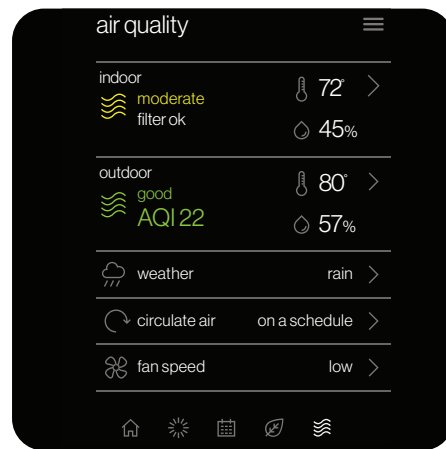 air quality
indoor
moderate
filter ok
72°
45%
outdoor
good
AQI 22
80°
57%
weather rain
circulate air on a schedule
fan speed low